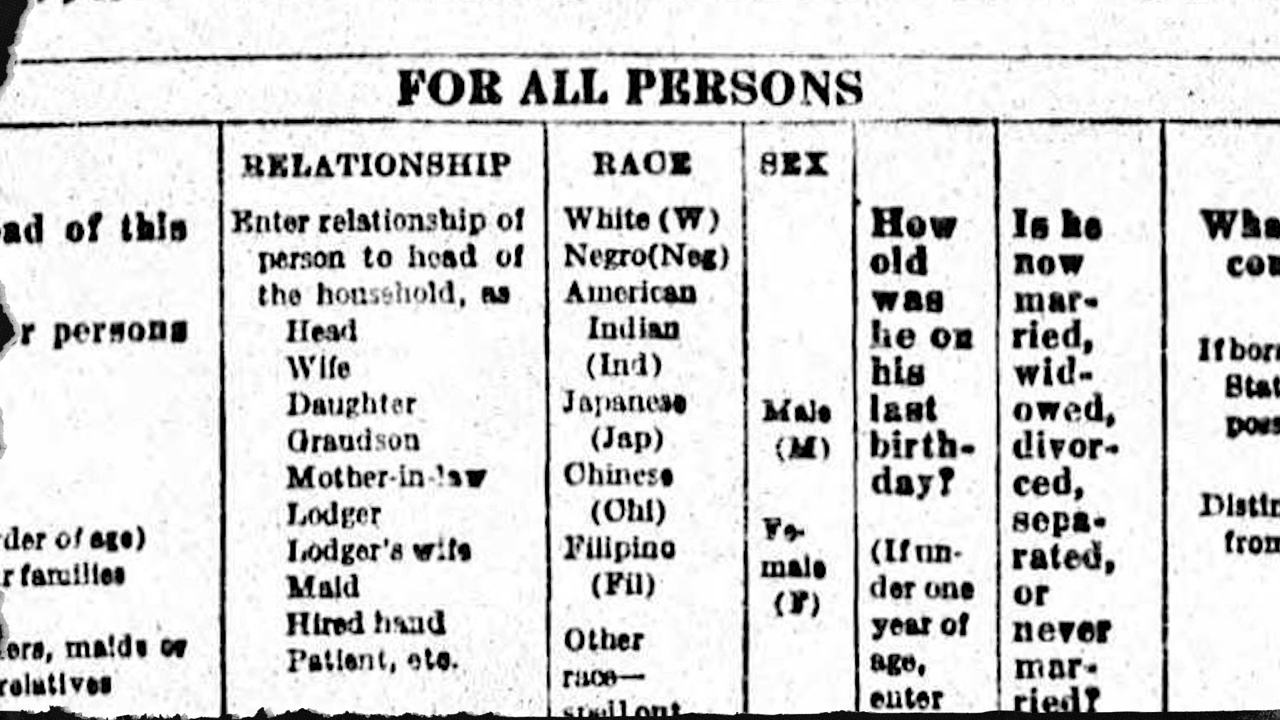 FOR ALL PERSONS
ad of this
r persons
der of age)
r families
ers, maids or
relatives
RELATIONSHIP
Enter relationship of
person to head of
the household, as
Head
Wife
Daughter
Grandson
Mother-in-law
Lodger
Lodger's wife
Maid
Hired hand
Patient, etc.
RACE
White (W)
Negro(Neg)
American
Indian
(Ind)
Japanese
(Jap)
Chinese
(Chi)
Filipino
(Fil)
Other
race—
spell out
SEX
Male
(M)
Fe-
male
(F)
How
old
was
he on
his
last
birth-
day?
(If un-
der one
year of
age,
enter
Is he
now
mar-
ried,
wid-
owed,
divor-
ced,
sepa-
rated,
or
never
mar-
ried?
Wha
cou
If born
Stat
poss
Distin
from